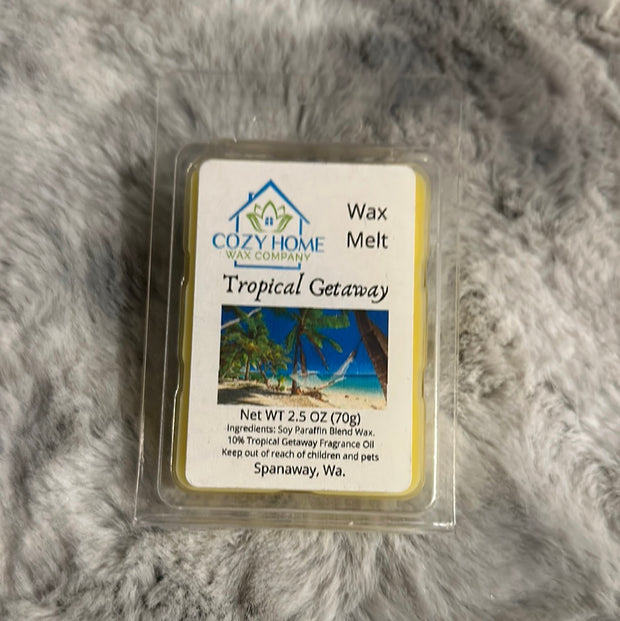 Wax
Melt
COZY HOME
WAX COMPANY
Tropical Getaway
Net WT 2.5 OZ (70g)
Ingredients: Soy Paraffin Blend Wax.
10% Tropical Getaway Fragrance Oil
Keep out of reach of children and pets
Spanaway, Wa.